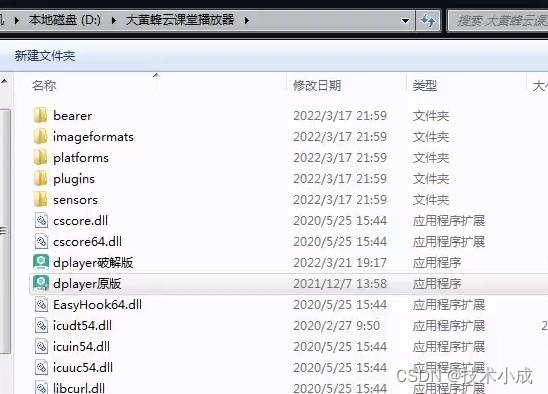 几 ▸ 本地磁盘 (D:) ▸ 大黄蜂云课堂播放器 ▸ 搜索 大黄蜂云课
新建文件夹
名称 修改日期 类型 大小
bearer 2022/3/17 21:59 文件夹
imageformats 2022/3/17 21:59 文件夹
platforms 2022/3/17 21:59 文件夹
plugins 2022/3/17 21:59 文件夹
sensors 2022/3/17 21:59 文件夹
cscore.dll 2020/5/25 15:44 应用程序扩展
cscore64.dll 2020/5/25 15:44 应用程序扩展
dplayer破解版 2022/3/21 19:17 应用程序
dplayer原版 2021/12/7 13:58 应用程序
EasyHook64.dll 2020/5/25 15:44 应用程序扩展
icudt54.dll 2020/2/27 9:50 应用程序扩展 2
icuin54.dll 2020/5/25 15:44 应用程序扩展
icuuc54.dll 2020/5/25 15:44 应用程序扩展
libcurl.dll 2020/5/25 15:44 应用程序扩展
CSDN @技术小成